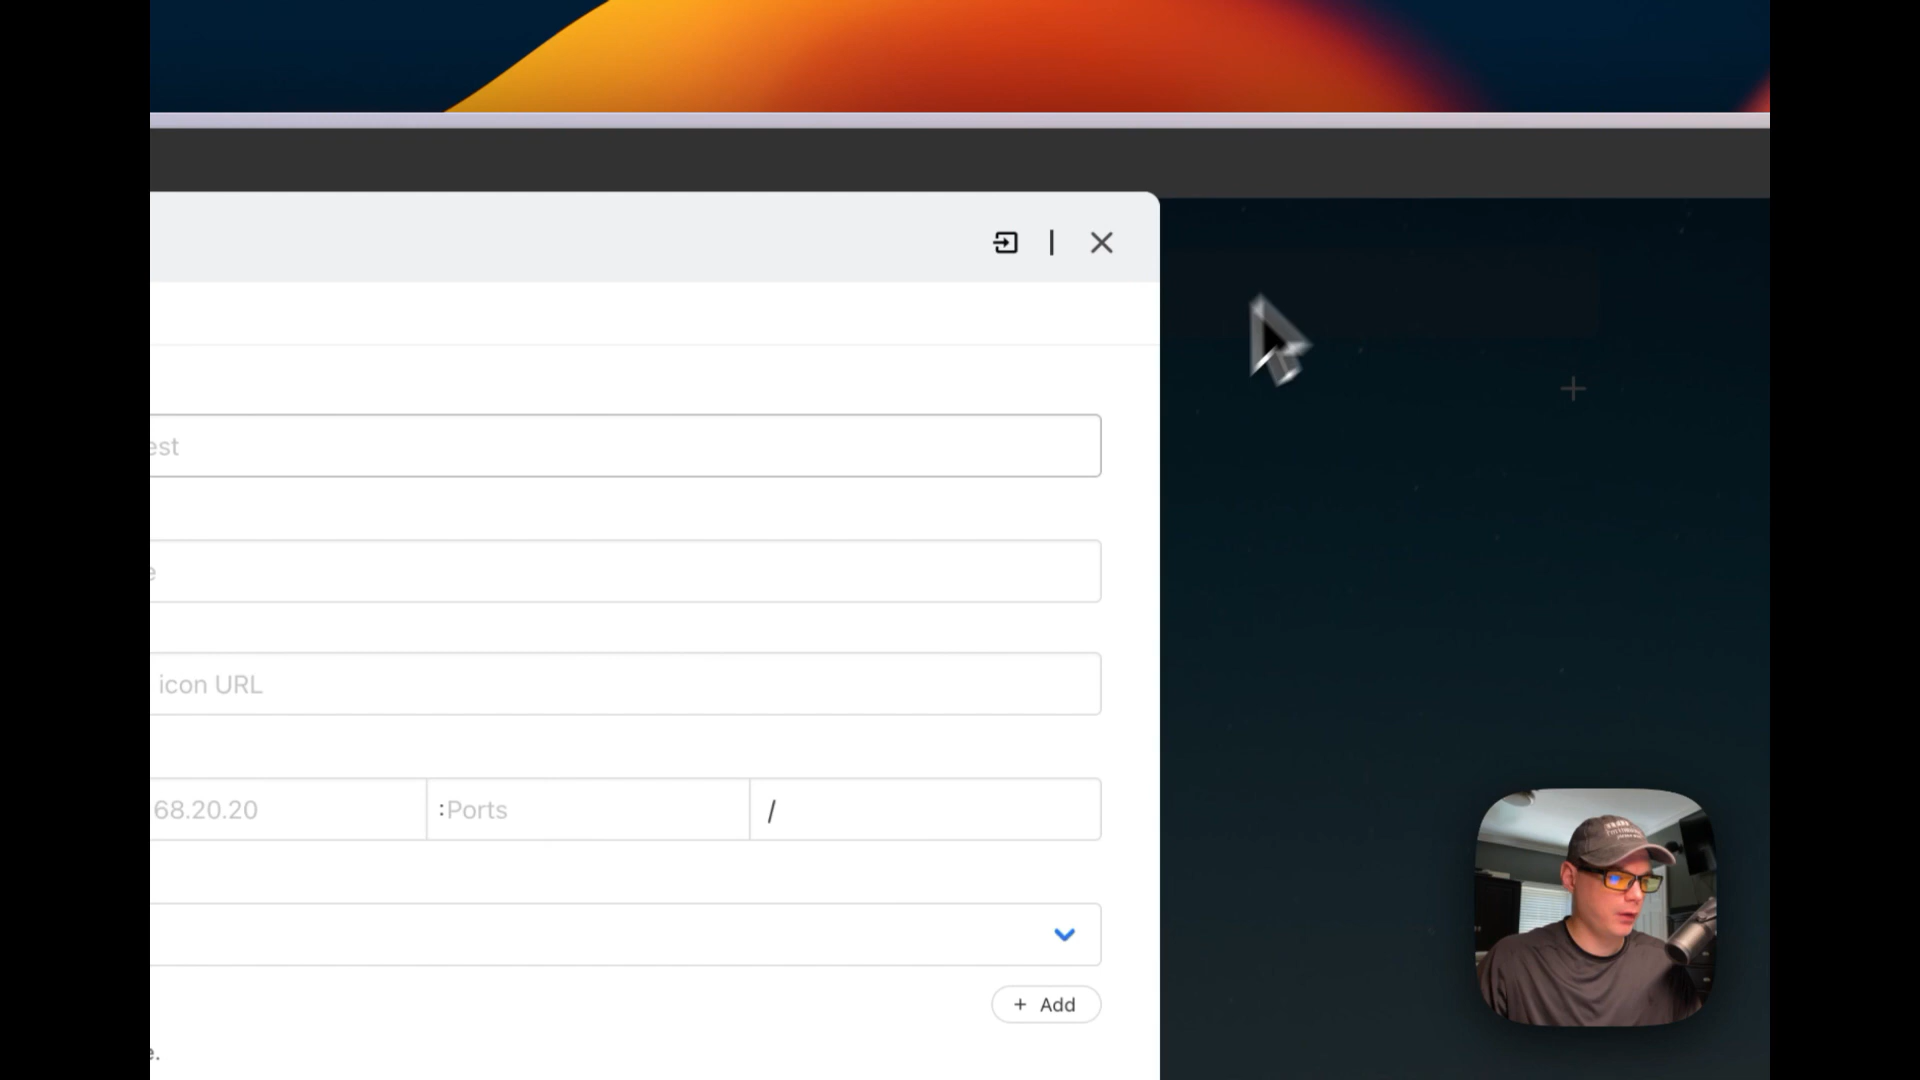 est
e
icon URL
68.20.20 :Ports /
+ Add
e.